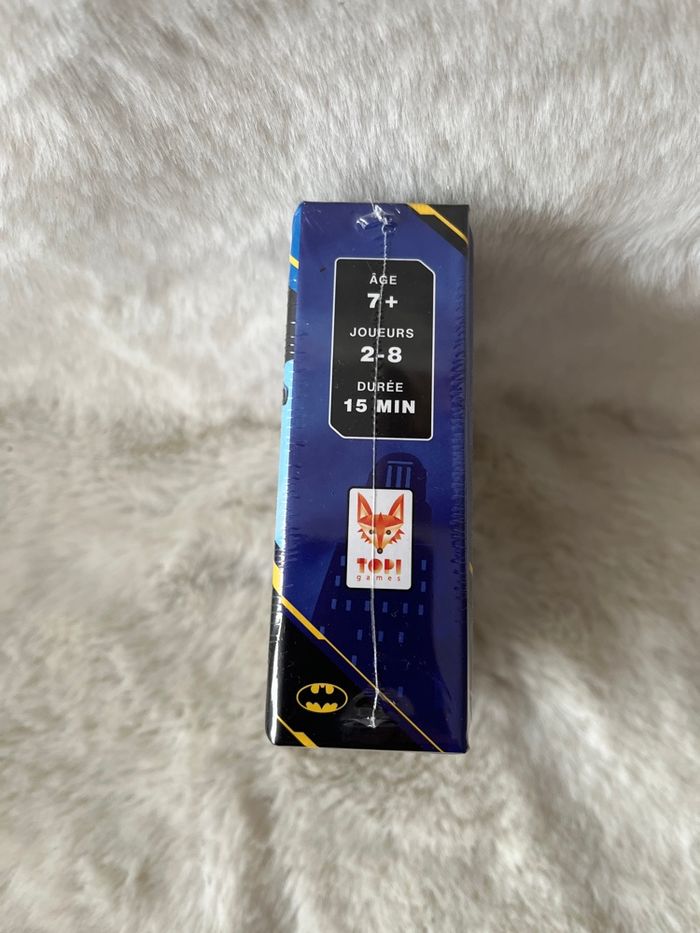 ÂGE
7+
JOUEURS
2-8
DURÉE
15 MIN
TOPI
games